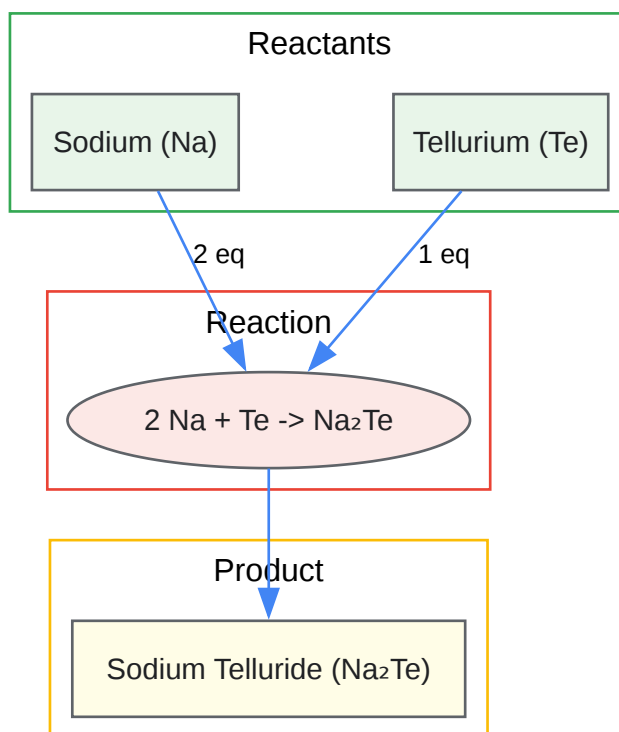 Reactants
Sodium (Na)
Tellurium (Te)
2 eq
1 eq
Reaction
2 Na + Te -> Na₂Te
Product
Sodium Telluride (Na₂Te)